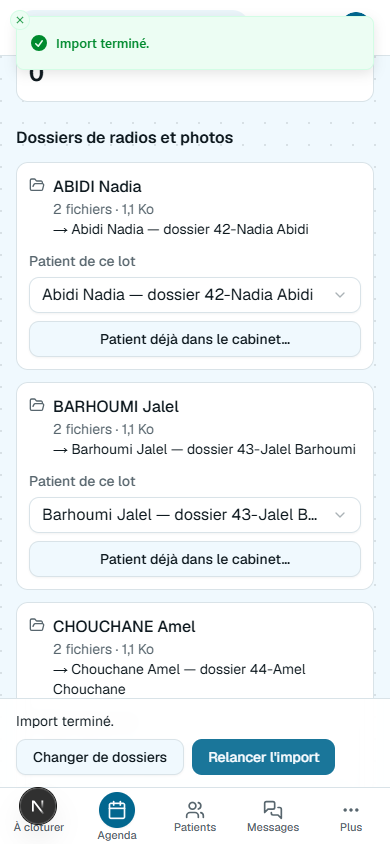 Import terminé.
0
Dossiers de radios et photos
ABIDI Nadia
2 fichiers · 1,1 Ko
→ Abidi Nadia — dossier 42-Nadia Abidi
Patient de ce lot
Abidi Nadia — dossier 42-Nadia Abidi
Patient déjà dans le cabinet...
BARHOUMI Jalel
2 fichiers · 1,1 Ko
→ Barhoumi Jalel — dossier 43-Jalel Barhoumi
Patient de ce lot
Barhoumi Jalel — dossier 43-Jalel B...
Patient déjà dans le cabinet...
CHOUCHANE Amel
2 fichiers · 1,1 Ko
→ Chouchane Amel — dossier 44-Amel
Chouchane
Import terminé.
Changer de dossiers
Relancer l'import
N
À clôturer
Agenda
Patients
Messages
Plus